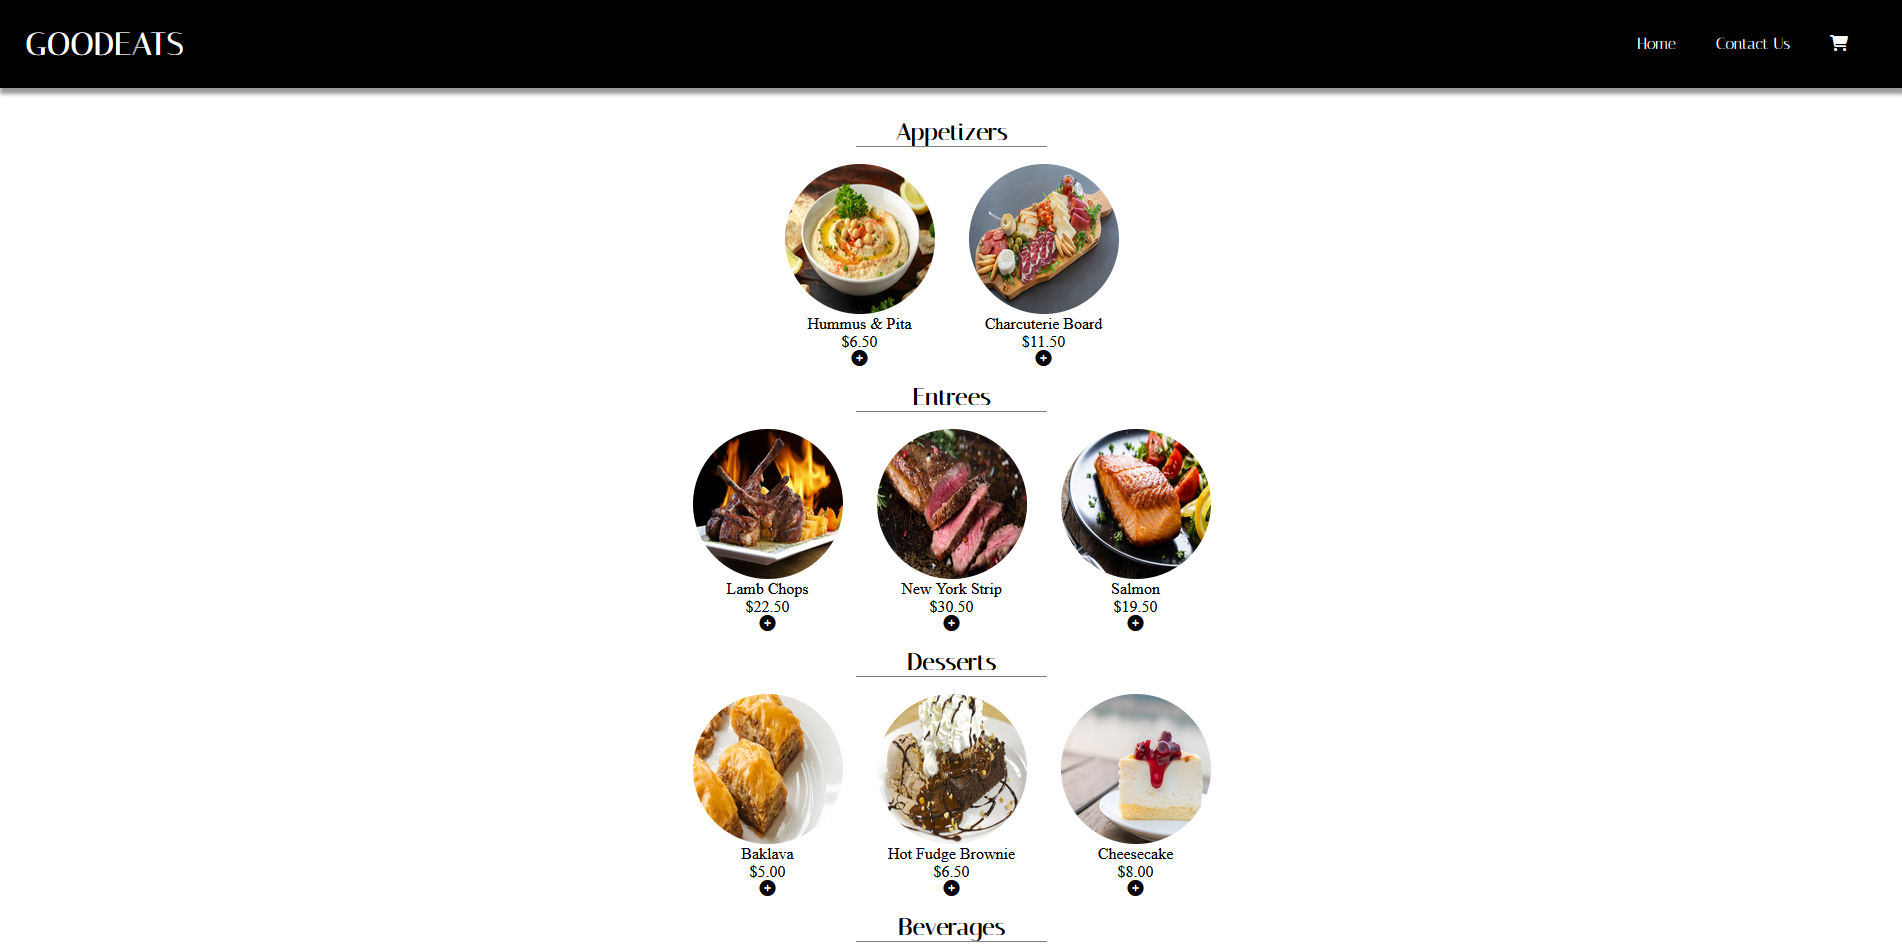 GOODEATS
Home Contact Us
Appetizers
Hummus & Pita Charcuterie Board
$6.50 $11.50
Entrees
Lamb Chops New York Strip Salmon
$22.50 $30.50 $19.50
Desserts
Baklava Hot Fudge Brownie Cheesecake
$5.00 $6.50 $8.00
Beverages